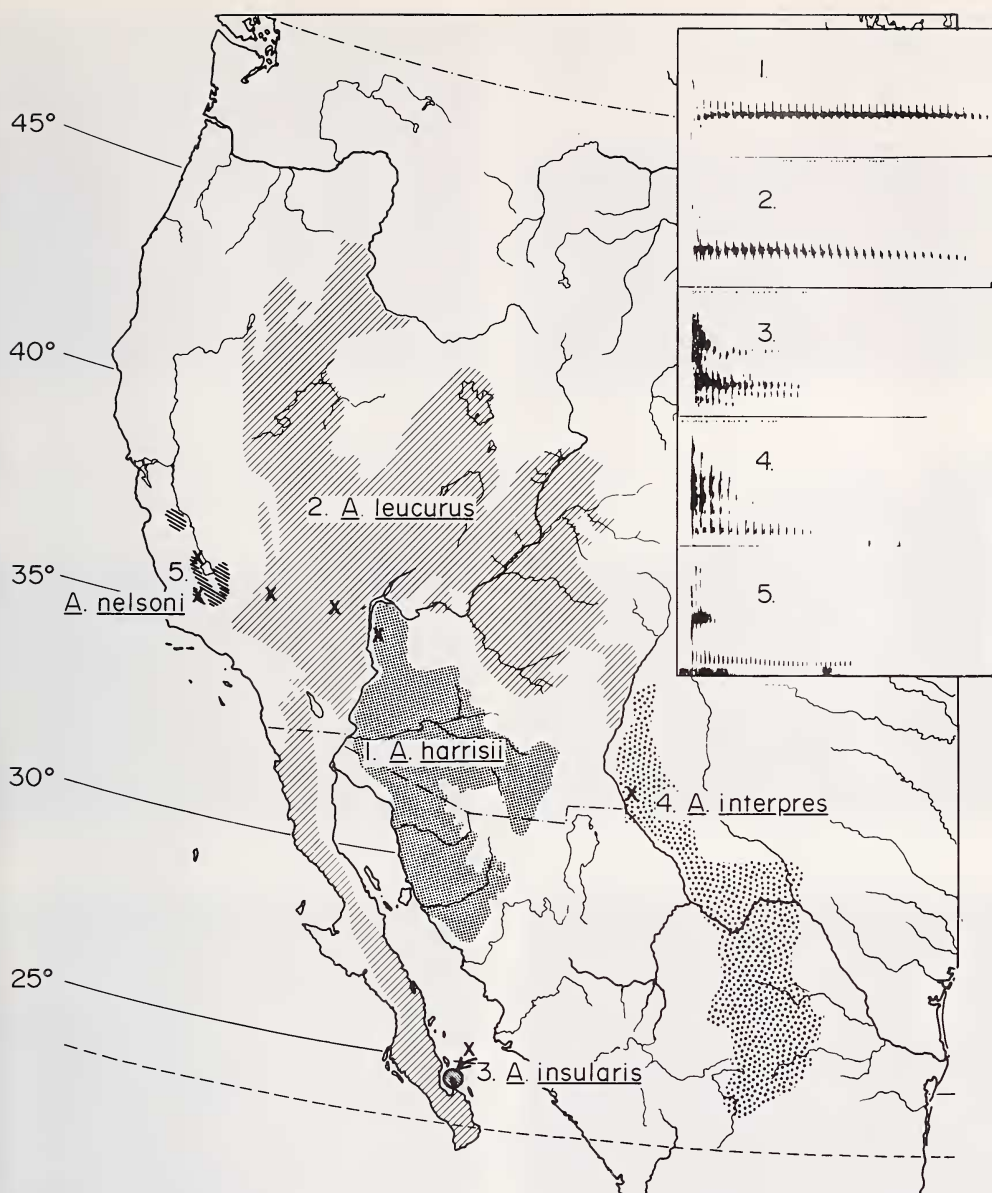 45°
40°
35°
30°
25°
1.
2.
3.
4.
5.
2. A. leucurus
5.
A. nelsoni
X
X
X
X
X
1. A. harrisii
X
4. A. interpres
X
3. A. insularis